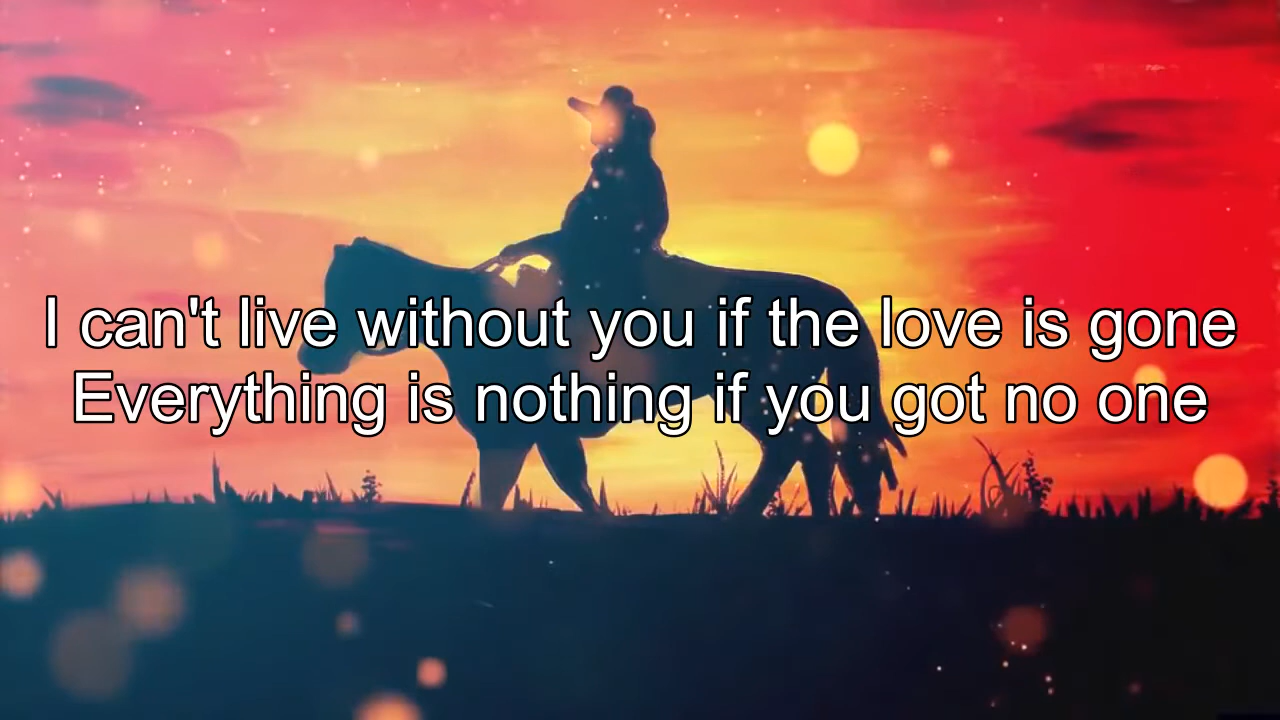 I can't live without you if the love is gone
Everything is nothing if you got no one